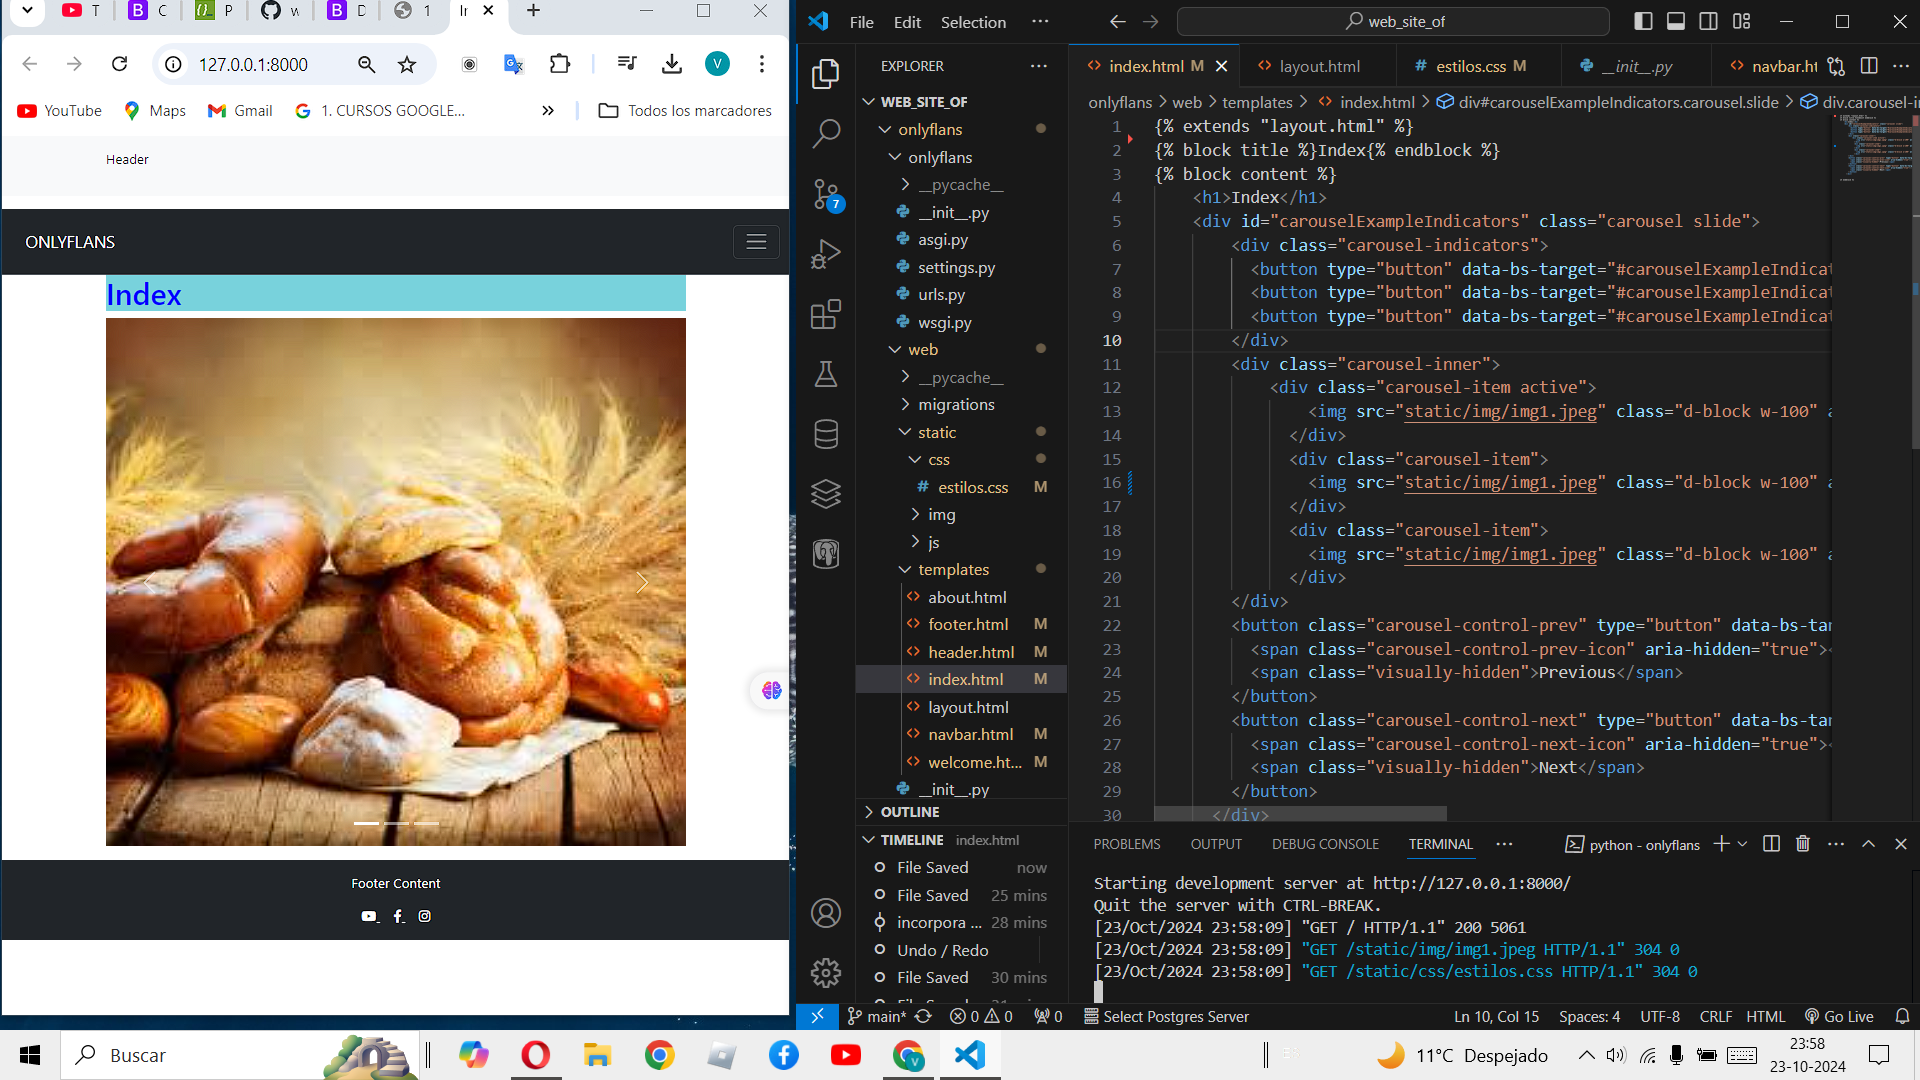 T
C
P
w
D
1
Ir
127.0.0.1:8000
V
YouTube
Maps
Gmail
1. CURSOS GOOGLE...
Todos los marcadores
Header
ONLYFLANS
Index
Footer Content
File
Edit
Selection
web_site_of
EXPLORER
WEB_SITE_OF
onlyflans
onlyflans
__pycache__
__init__.py
asgi.py
settings.py
urls.py
wsgi.py
web
__pycache__
migrations
static
css
estilos.css M
img
js
templates
about.html
footer.html M
header.html M
index.html M
layout.html
navbar.html M
welcome.ht... M
__init__.py
OUTLINE
TIMELINE index.html
File Saved now
File Saved 25 mins
incorpora ... 28 mins
Undo / Redo
File Saved 30 mins
7
index.html M
layout.html
estilos.css M
__init__.py
navbar.ht
onlyflans > web > templates > index.html > div#carouselExampleIndicators.carousel.slide > div.carousel-i
1 {% extends "layout.html" %}
2 {% block title %}Index{% endblock %}
3 {% block content %}
4 <h1>Index</h1>
5 <div id="carouselExampleIndicators" class="carousel slide">
6 <div class="carousel-indicators">
7 <button type="button" data-bs-target="#carouselExampleIndicat
8 <button type="button" data-bs-target="#carouselExampleIndicat
9 <button type="button" data-bs-target="#carouselExampleIndicat
10 </div>
11 <div class="carousel-inner">
12 <div class="carousel-item active">
13 <img src="static/img/img1.jpeg" class="d-block w-100" a
14 </div>
15 <div class="carousel-item">
16 <img src="static/img/img1.jpeg" class="d-block w-100" a
17 </div>
18 <div class="carousel-item">
19 <img src="static/img/img1.jpeg" class="d-block w-100" a
20 </div>
21 </div>
22 <button class="carousel-control-prev" type="button" data-bs-tar
23 <span class="carousel-control-prev-icon" aria-hidden="true"><
24 <span class="visually-hidden">Previous</span>
25 </button>
26 <button class="carousel-control-next" type="button" data-bs-tar
27 <span class="carousel-control-next-icon" aria-hidden="true"><
28 <span class="visually-hidden">Next</span>
29 </button>
30 </div>
PROBLEMS
OUTPUT
DEBUG CONSOLE
TERMINAL
python - onlyflans
Starting development server at http://127.0.0.1:8000/
Quit the server with CTRL-BREAK.
[23/Oct/2024 23:58:09] "GET / HTTP/1.1" 200 5061
[23/Oct/2024 23:58:09] "GET /static/img/img1.jpeg HTTP/1.1" 304 0
[23/Oct/2024 23:58:09] "GET /static/css/estilos.css HTTP/1.1" 304 0
main*
0
0
0
Select Postgres Server
Ln 10, Col 15
Spaces: 4
UTF-8
CRLF
HTML
Go Live
Buscar
11°C Despejado
23:58
23-10-2024